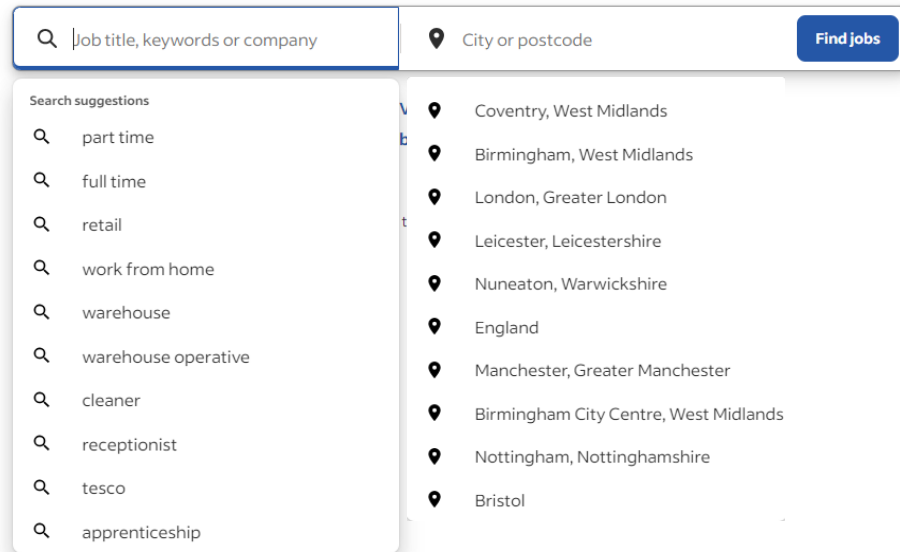 Job title, keywords or company
City or postcode
Find jobs
Search suggestions
part time
full time
retail
work from home
warehouse
warehouse operative
cleaner
receptionist
tesco
apprenticeship
Coventry, West Midlands
Birmingham, West Midlands
London, Greater London
Leicester, Leicestershire
Nuneaton, Warwickshire
England
Manchester, Greater Manchester
Birmingham City Centre, West Midlands
Nottingham, Nottinghamshire
Bristol